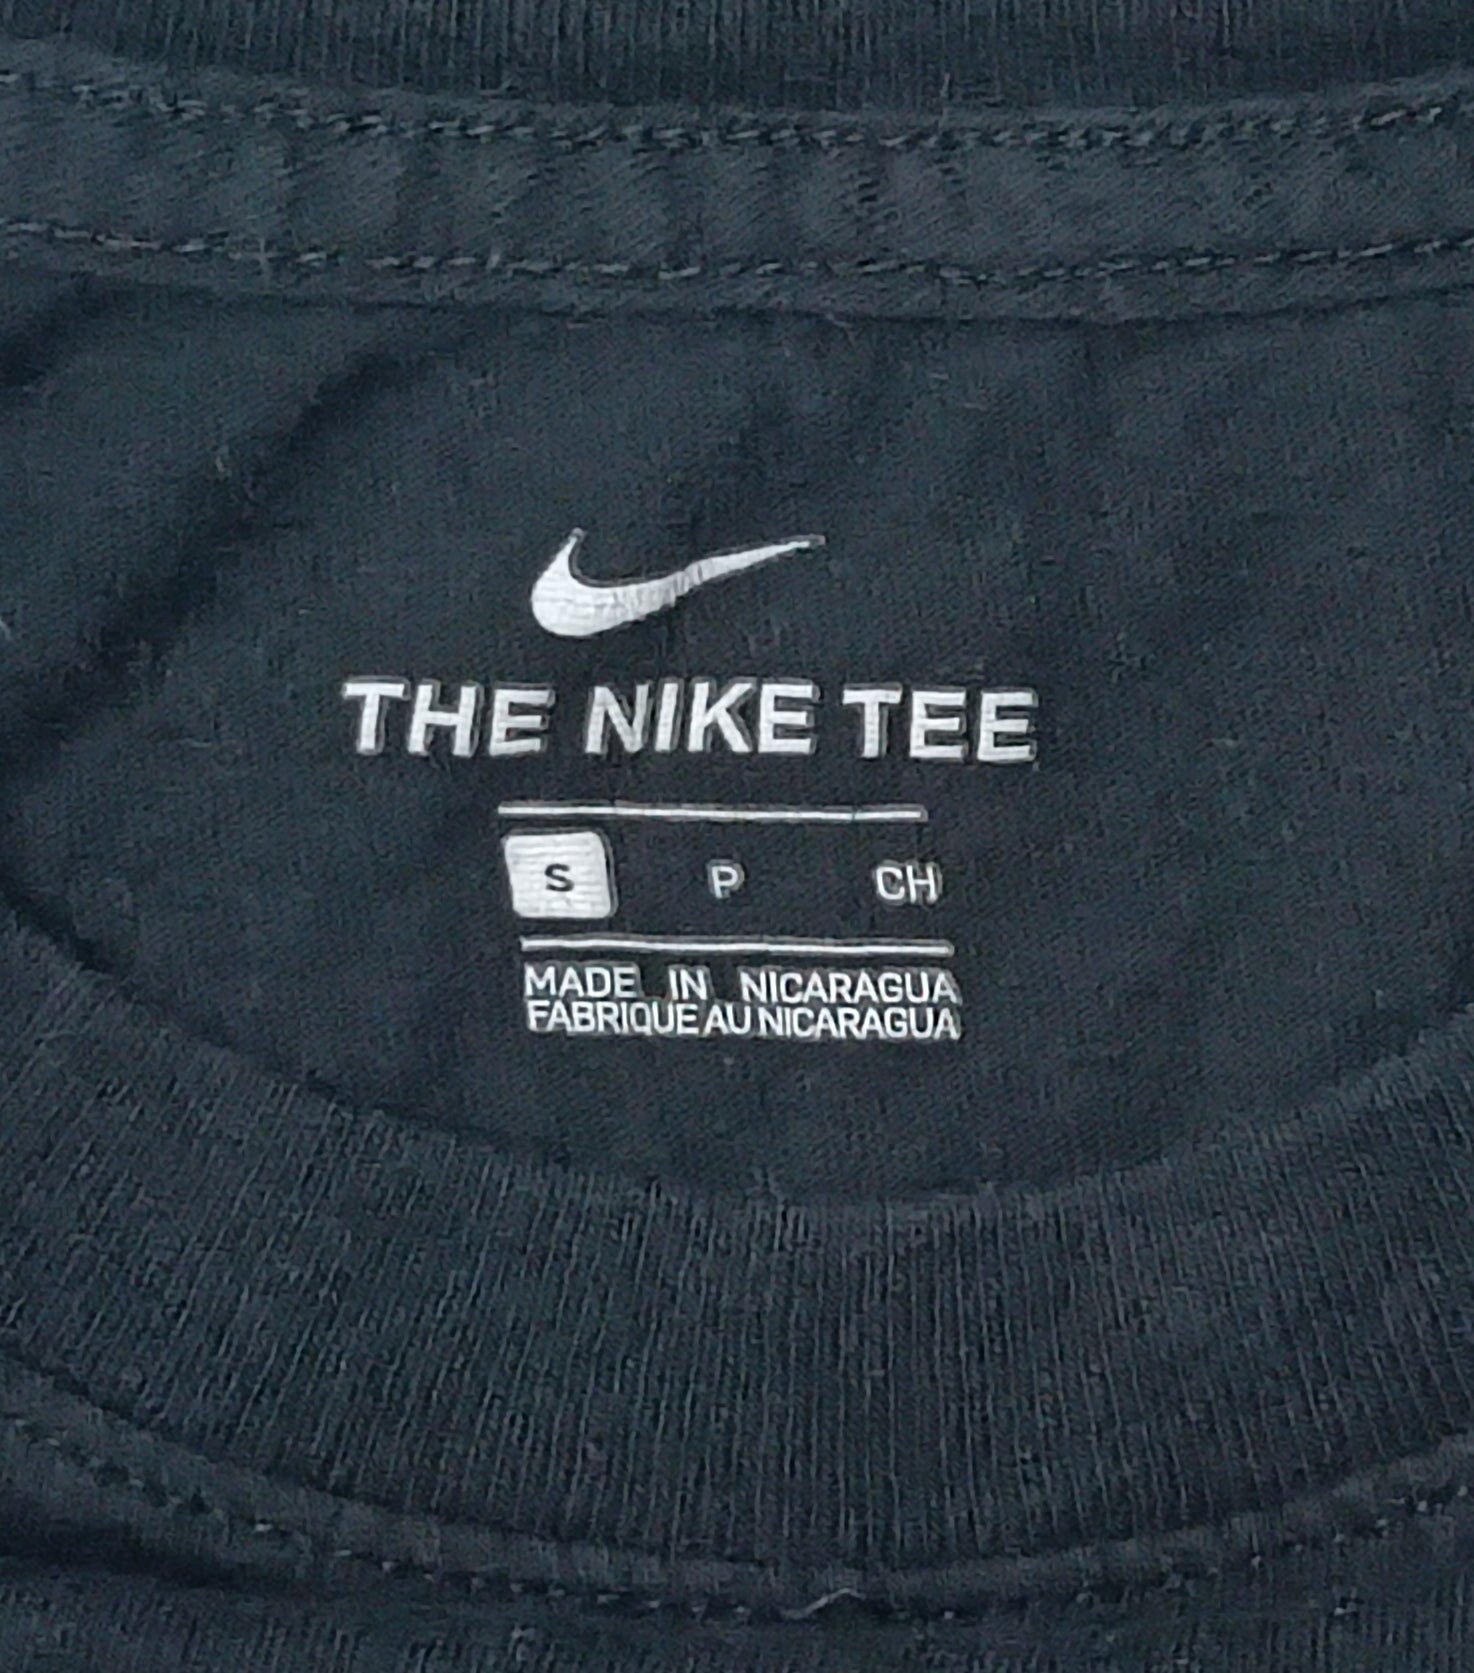 THE NIKE TEE
S P CH
MADE IN NICARAGUA
FABRIQUE AU NICARAGUA